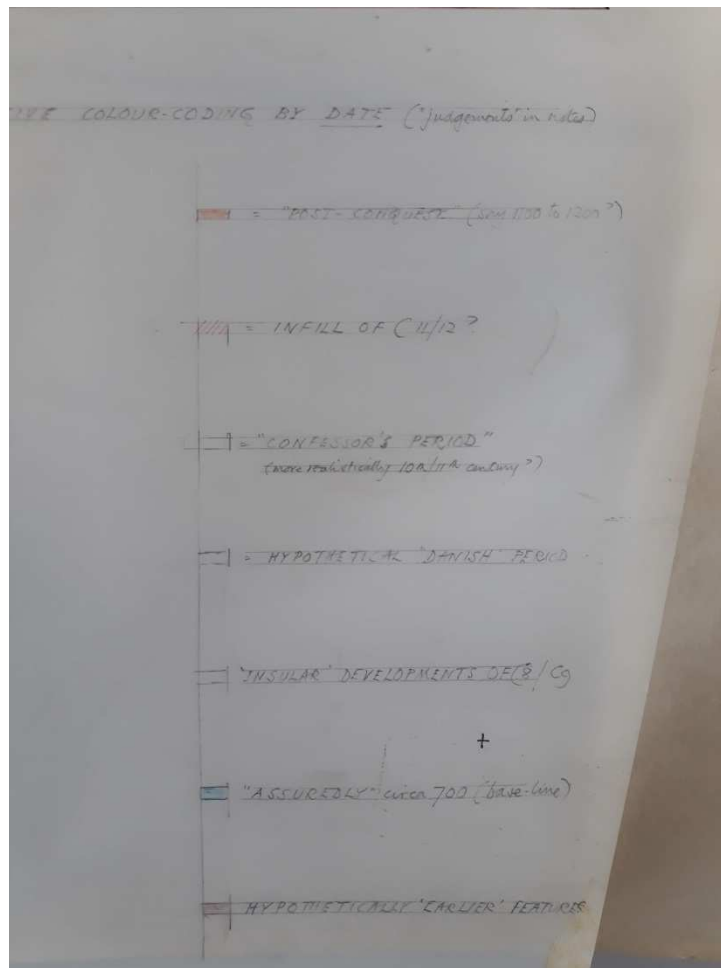 COLOUR-CODING BY DATE ("judgements" in notes)
= "POST-CONQUEST" (say 1100 to 1200?)
= INFILL OF C 11/12?
= "CONFESSOR'S PERIOD"
(more realistically 10th/11th century?)
= HYPOTHETICAL 'DANISH' PERIOD
'INSULAR' DEVELOPMENTS OF C8/C9
"ASSUREDLY" circa 700 (base-line)
HYPOTHETICALLY 'EARLIER' FEATURES